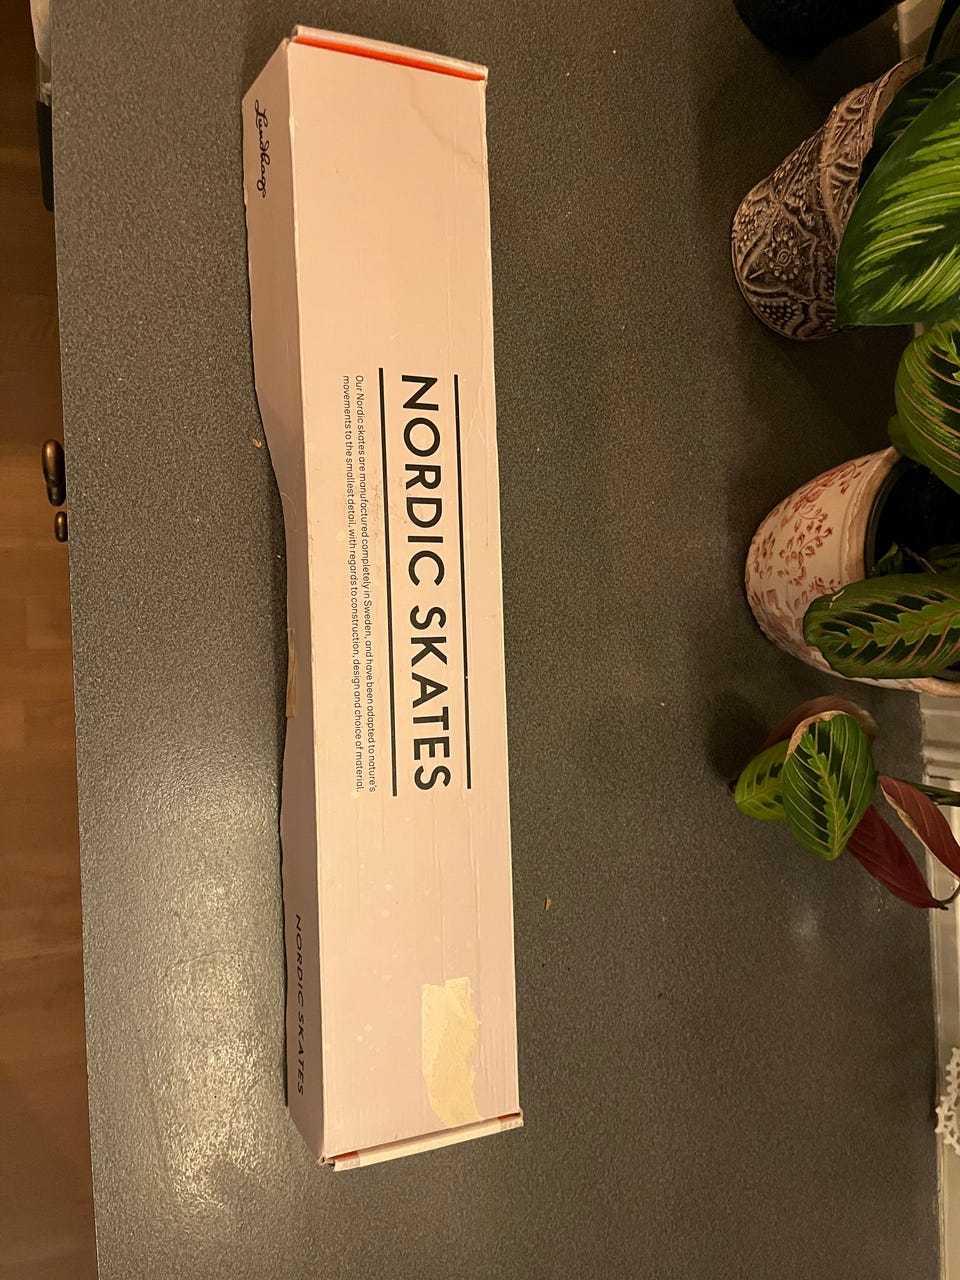 Lundhags
NORDIC SKATES
Our Nordic skates are manufactured completely in Sweden, and have been adapted to nature's
movements to the smallest detail, with regards to construction, design and choice of material.
NORDIC SKATES